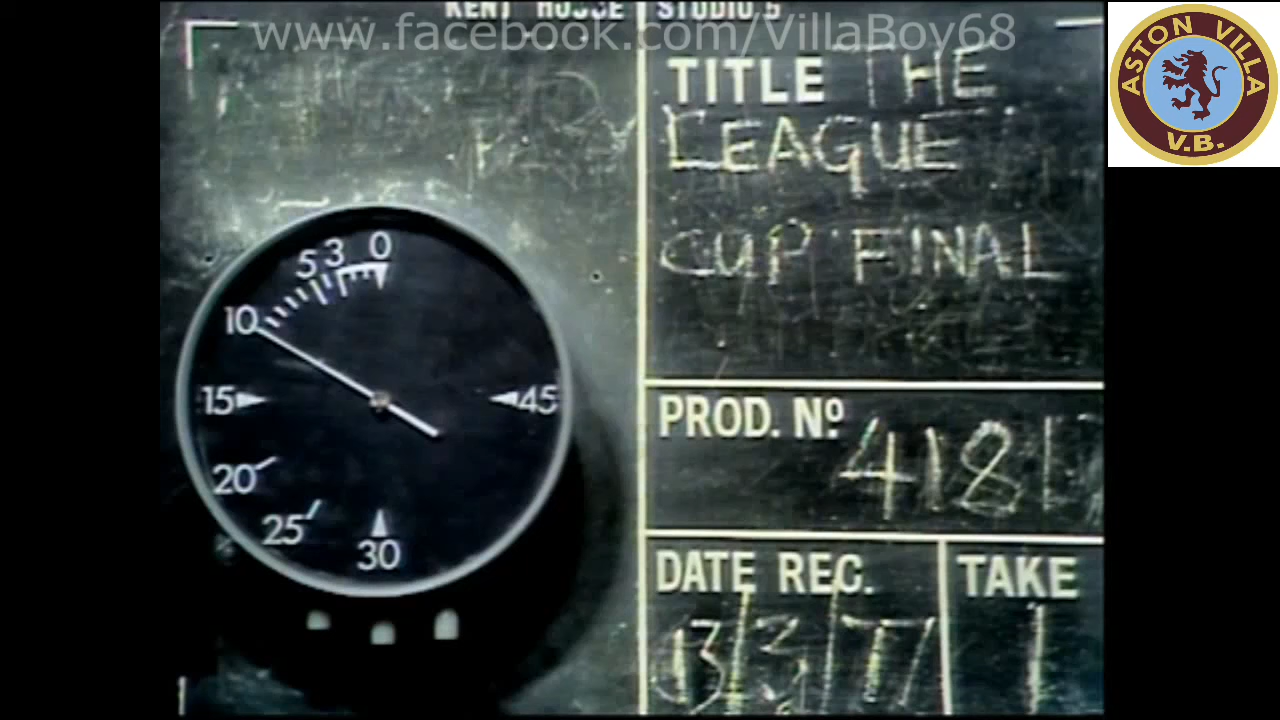 KENT HOUSE STUDIO 5
www.facebook.com/VillaBoy68
ASTON VILLA
V.B.
TITLE THE
LEAGUE
CUP FINAL
0
3
5
10
15
20
25
30
45
PROD. Nº 418
DATE REC. TAKE
13/3/77 1